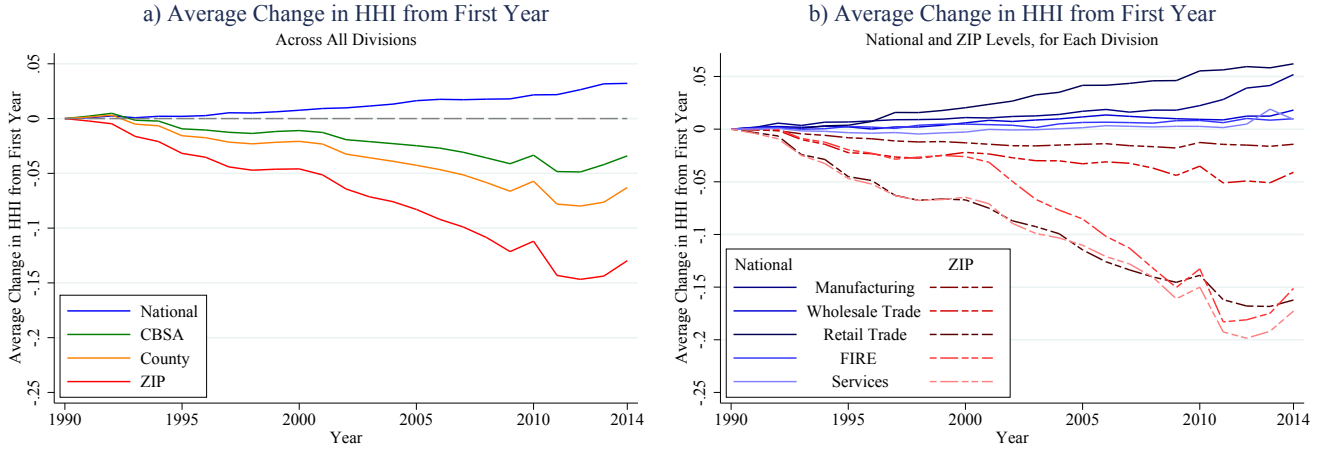 a) Average Change in HHI from First Year
Across All Divisions
Average Change in HHI from First Year
.05
0
-.05
-.1
-.15
-.2
-.25
National
CBSA
County
ZIP
1990
1995
2000
2005
2010
2014
Year
b) Average Change in HHI from First Year
National and ZIP Levels, for Each Division
Average Change in HHI from First Year
.05
0
-.05
-.1
-.15
-.2
-.25
National ZIP
Manufacturing
Wholesale Trade
Retail Trade
FIRE
Services
1990
1995
2000
2005
2010
2014
Year